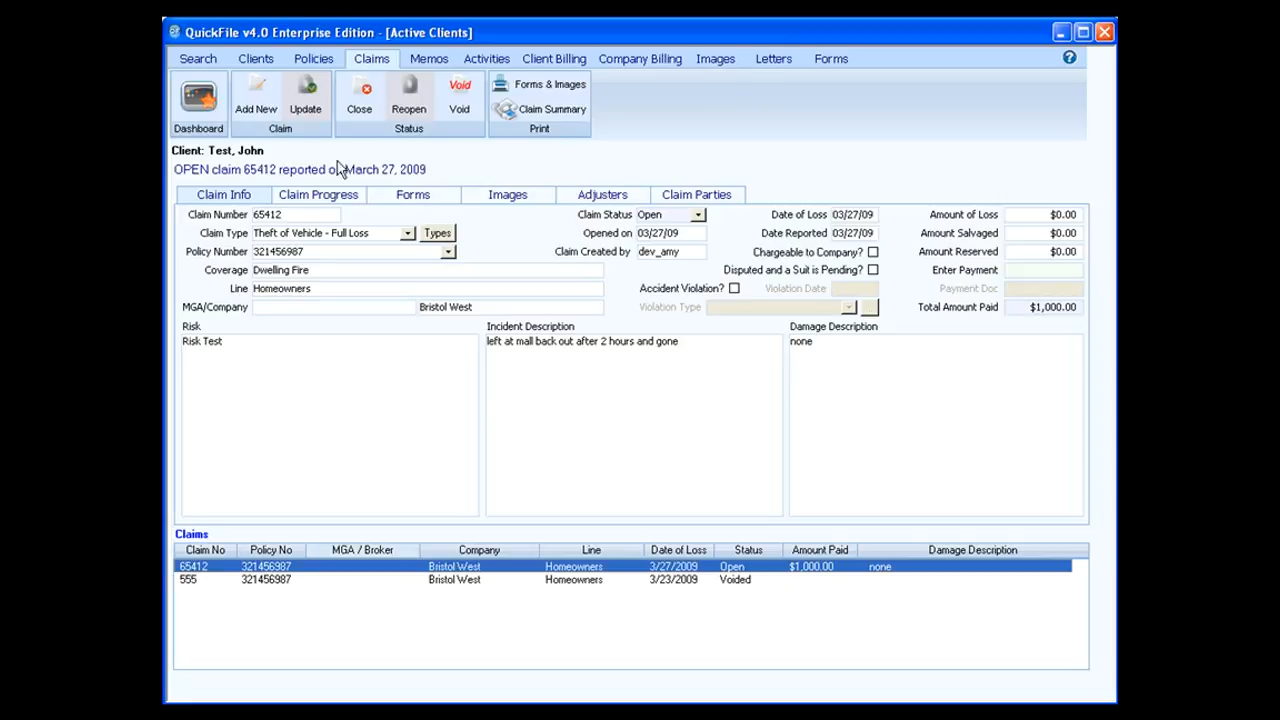 QuickFile v4.0 Enterprise Edition - [Active Clients]
Search Clients Policies Claims Memos Activities Client Billing Company Billing Images Letters Forms
Void Forms & Images
Add New Update Close Reopen Void Claim Summary
Dashboard Claim Status Print
Client: Test, John
OPEN claim 65412 reported on March 27, 2009
Claim Info Claim Progress Forms Images Adjusters Claim Parties
Claim Number 65412 Claim Status Open Date of Loss 03/27/09 Amount of Loss $0.00
Claim Type Theft of Vehicle - Full Loss Types Opened on 03/27/09 Date Reported 03/27/09 Amount Salvaged $0.00
Policy Number 321456987 Claim Created by dev_amy Chargeable to Company? Amount Reserved $0.00
Coverage Dwelling Fire Disputed and a Suit is Pending? Enter Payment
Line Homeowners Accident Violation? Violation Date Payment Doc
MGA/Company Bristol West Violation Type Total Amount Paid $1,000.00
Risk Incident Description Damage Description
Risk Test left at mall back out after 2 hours and gone none
Claims
Claim No Policy No MGA / Broker Company Line Date of Loss Status Amount Paid Damage Description
65412 321456987 Bristol West Homeowners 3/27/2009 Open $1,000.00 none
555 321456987 Bristol West Homeowners 3/23/2009 Voided